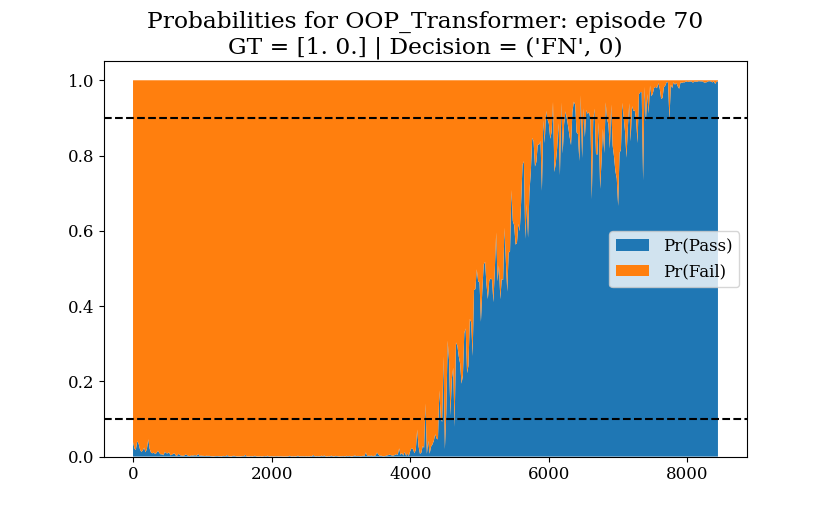 Probabilities for OOP_Transformer: episode 70
GT = [1. 0.] | Decision = ('FN', 0)
1.0
0.8
0.6
0.4
0.2
0.0
Pr(Pass)
Pr(Fail)
0
2000
4000
6000
8000